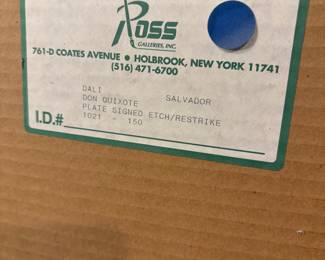 Ross
GALLERIES, INC.
761-D COATES AVENUE • HOLBROOK, NEW YORK 11741
(516) 471-6700
DALI SALVADOR
DON QUIXOTE
PLATE SIGNED ETCH/RESTRIKE
1021 - 150
I.D.#